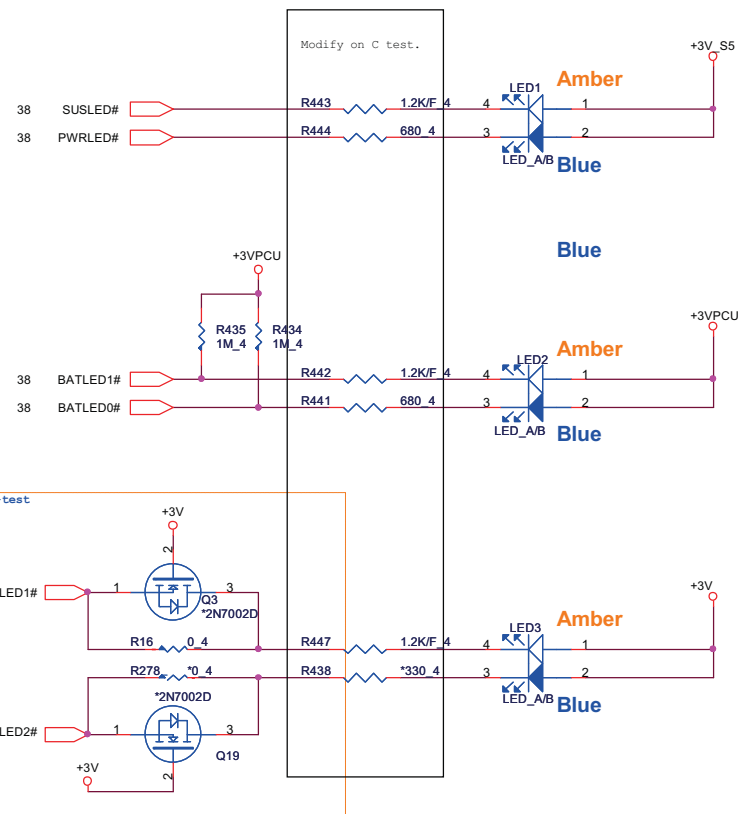 Modify on C test.
+3V_S5
Amber
LED1
38 SUSLED# R443 1.2K/F_4 4 1
38 PWRLED# R444 680_4 3 2
LED_A/B
Blue
Blue
+3VPCU
+3VPCU
R435 R434
1M_4 1M_4
Amber
LED2
38 BATLED1# R442 1.2K/F_4 4 1
38 BATLED0# R441 680_4 3 2
LED_A/B
Blue
test
+3V
2
+3V
LED1# 1 3
Q3
*2N7002D
Amber
LED3
R16 0_4 R447 1.2K/F_4 4 1
R278 *0_4 R438 *330_4 3 2
*2N7002D
LED_A/B
Blue
LED2# 1 3
Q19
+3V
2